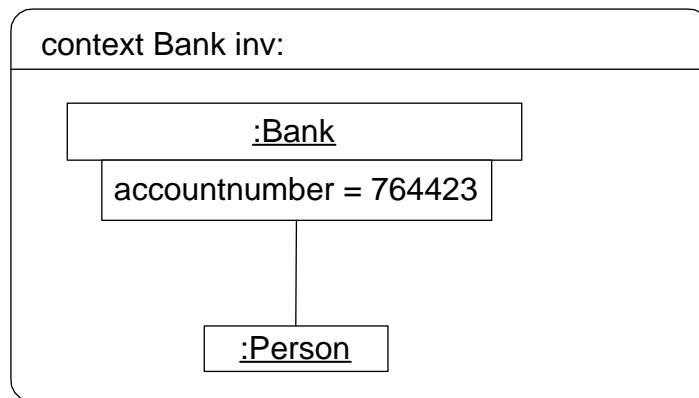 context Bank inv:
:Bank
accountnumber = 764423
:Person